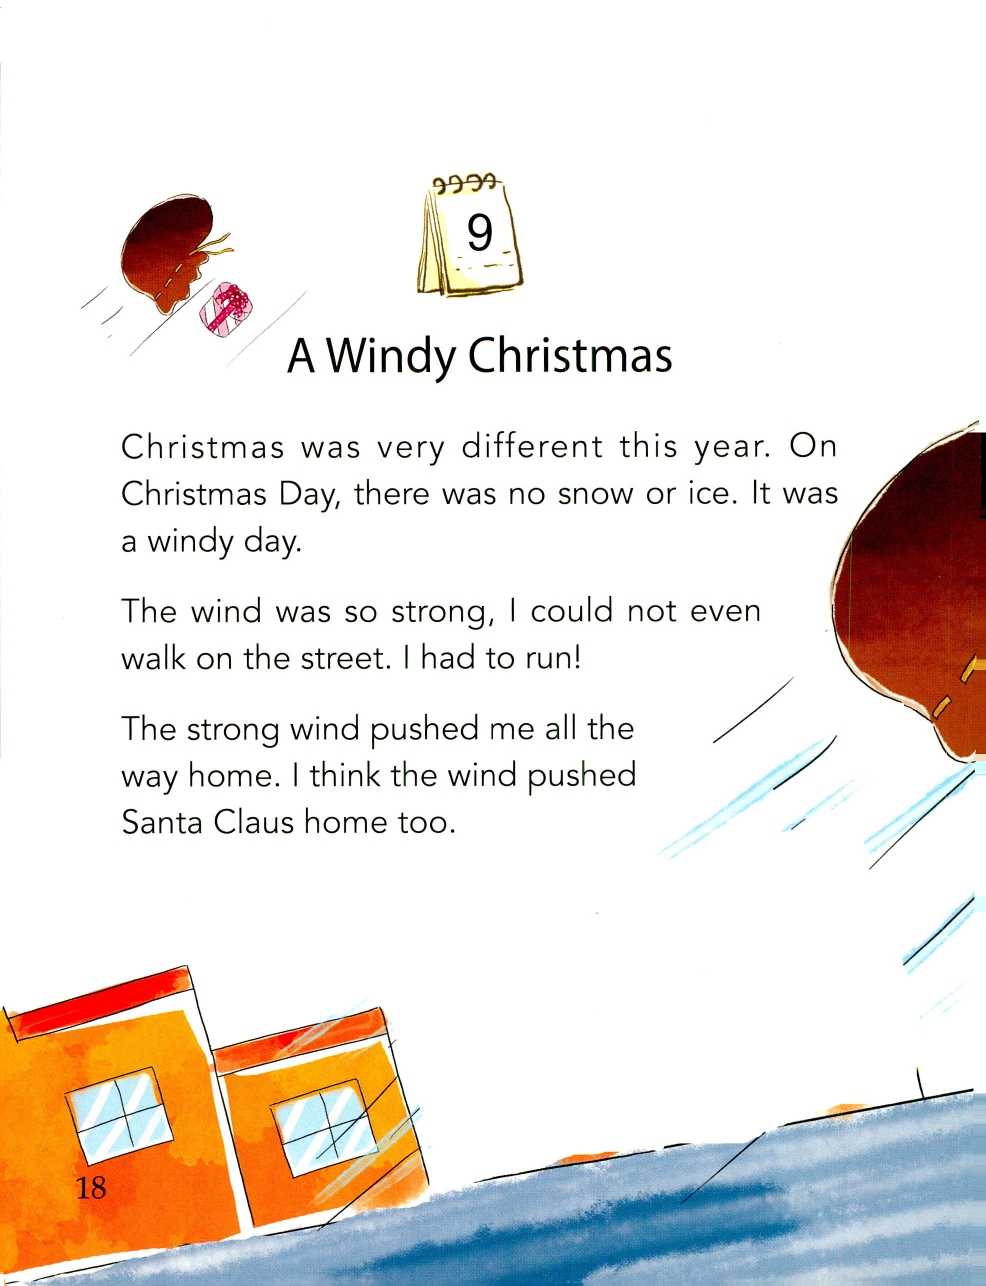 9
A Windy Christmas
Christmas was very different this year. On
Christmas Day, there was no snow or ice. It was
a windy day.
The wind was so strong, I could not even
walk on the street. I had to run!
The strong wind pushed me all the
way home. I think the wind pushed
Santa Claus home too.
18